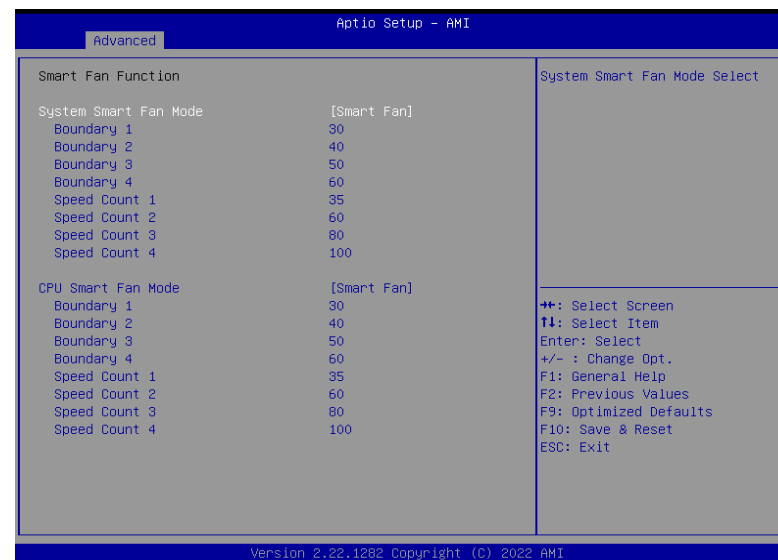 Aptio Setup – AMI
Advanced
Smart Fan Function
System Smart Fan Mode [Smart Fan]
Boundary 1 30
Boundary 2 40
Boundary 3 50
Boundary 4 60
Speed Count 1 35
Speed Count 2 60
Speed Count 3 80
Speed Count 4 100
CPU Smart Fan Mode [Smart Fan]
Boundary 1 30
Boundary 2 40
Boundary 3 50
Boundary 4 60
Speed Count 1 35
Speed Count 2 60
Speed Count 3 80
Speed Count 4 100
System Smart Fan Mode Select
→←: Select Screen
↑↓: Select Item
Enter: Select
+/– : Change Opt.
F1: General Help
F2: Previous Values
F9: Optimized Defaults
F10: Save & Reset
ESC: Exit
Version 2.22.1282 Copyright (C) 2022 AMI